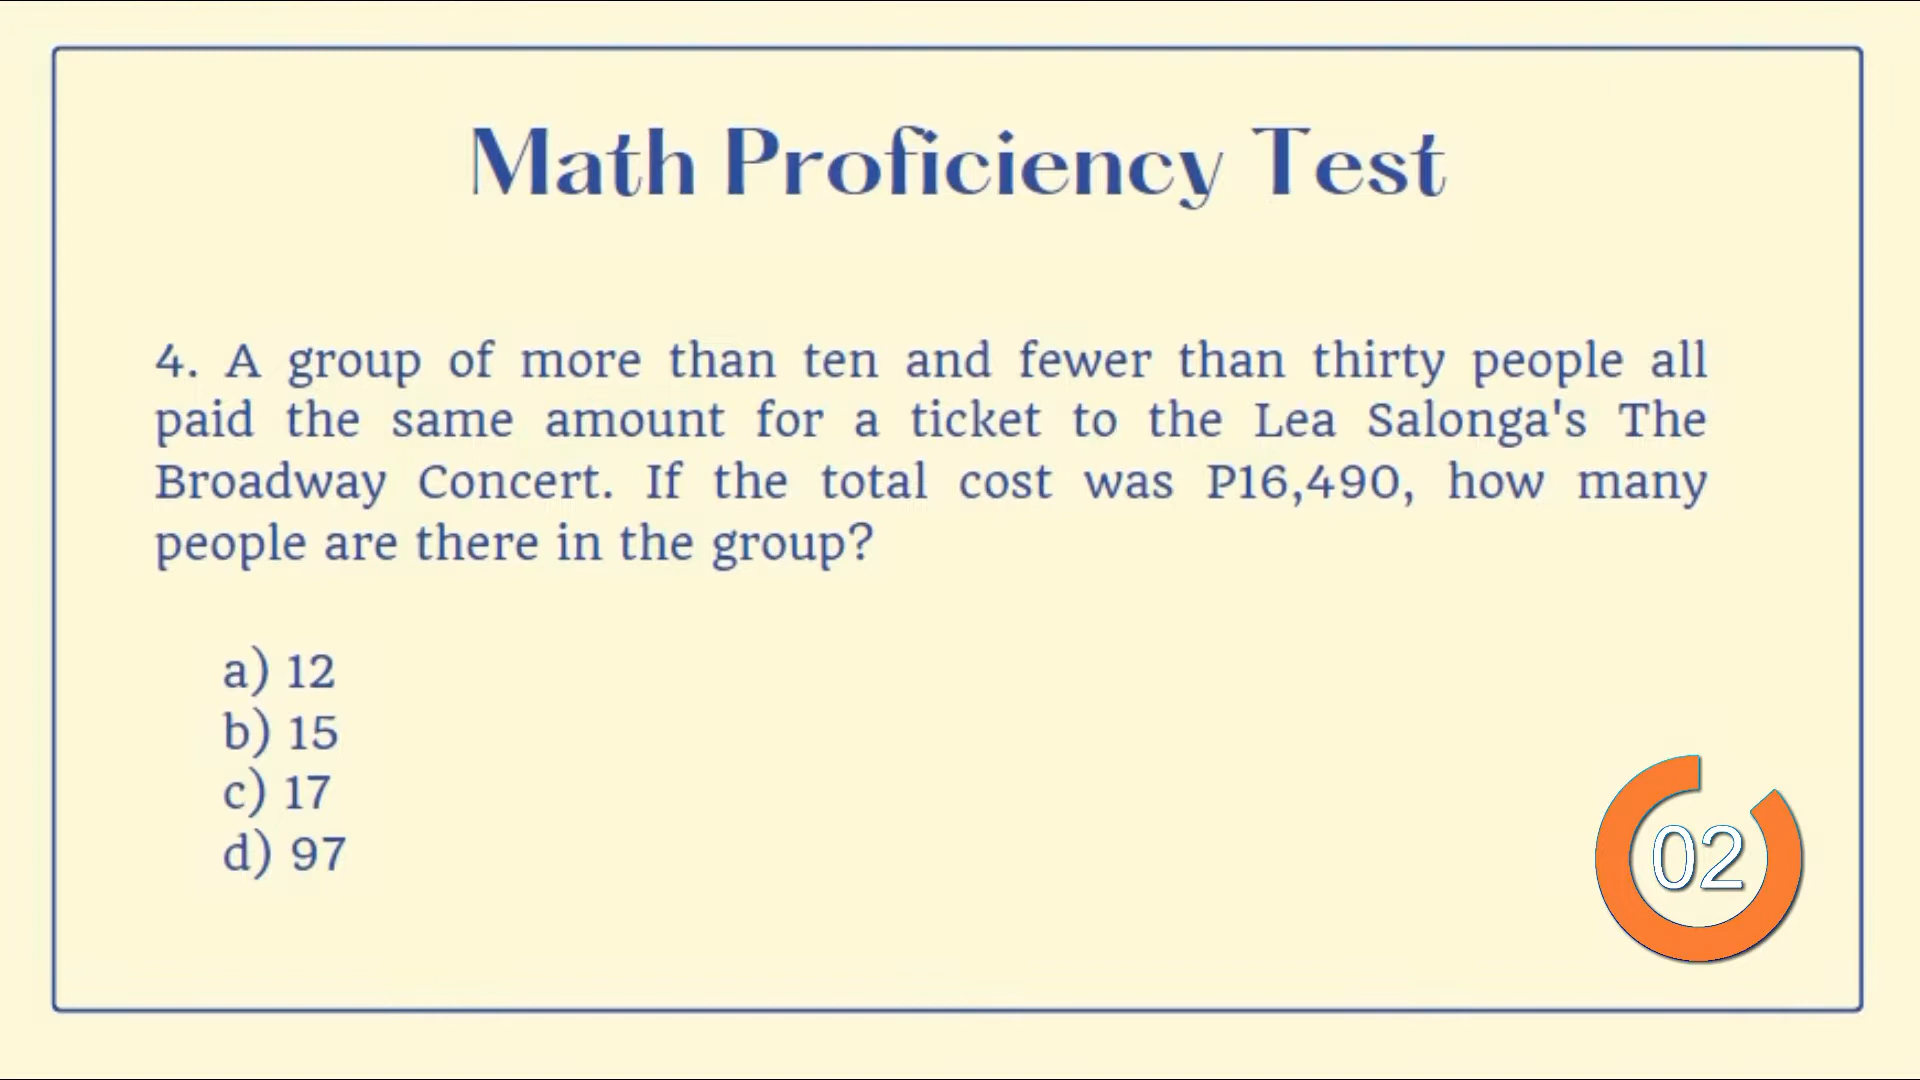 Math Proficiency Test
4. A group of more than ten and fewer than thirty people all
paid the same amount for a ticket to the Lea Salonga's The
Broadway Concert. If the total cost was P16,490, how many
people are there in the group?
a) 12
b) 15
c) 17
d) 97
02